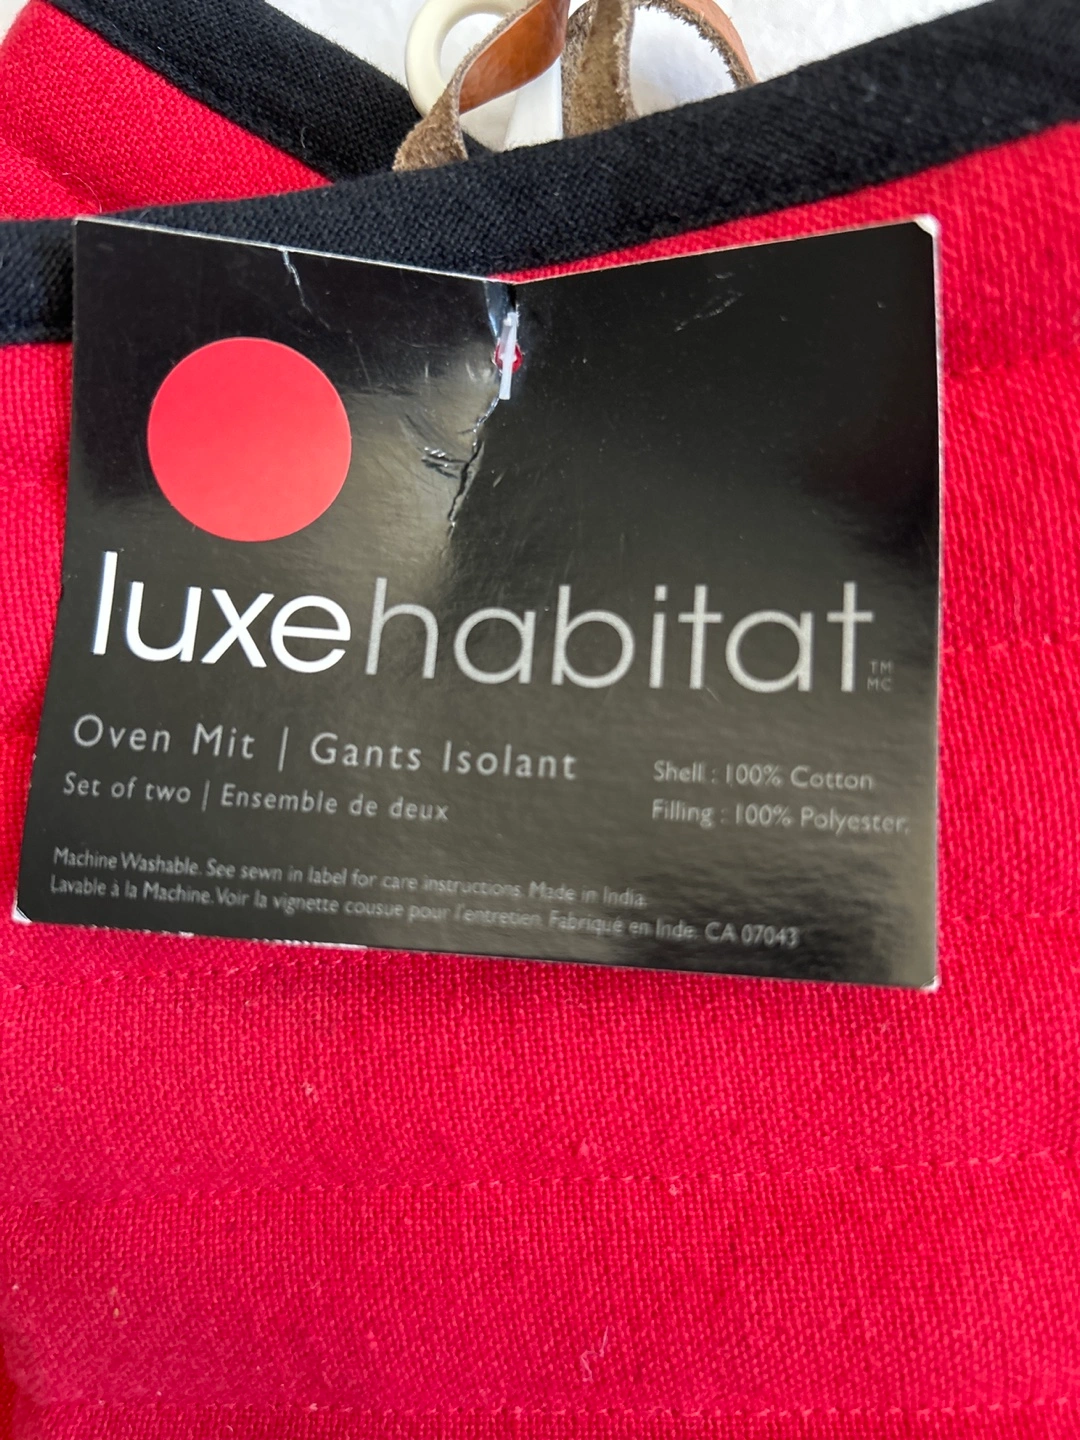 luxehabitat
TM
MC
Oven Mit | Gants Isolant
Set of two | Ensemble de deux
Shell : 100% Cotton
Filling : 100% Polyester.
Machine Washable. See sewn in label for care instructions. Made in India.
Lavable à la Machine. Voir la vignette cousue pour l'entretien. Fabriqué en Inde. CA 07043